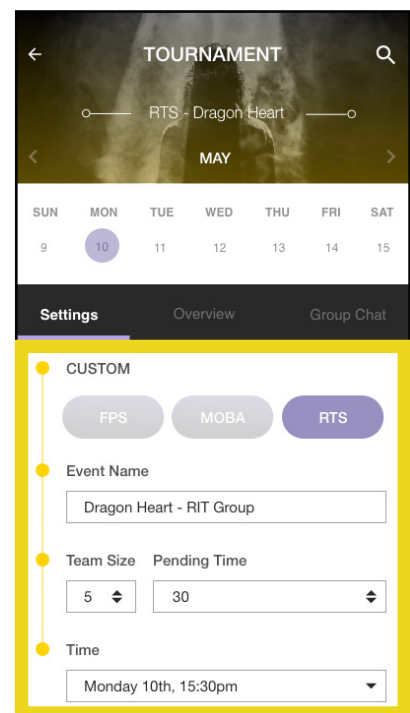 TOURNAMENT
RTS - Dragon Heart
MAY
SUN MON TUE WED THU FRI SAT
9 10 11 12 13 14 15
Settings Overview Group Chat
CUSTOM
FPS MOBA RTS
Event Name
Dragon Heart - RIT Group
Team Size Pending Time
5 30
Time
Monday 10th, 15:30pm